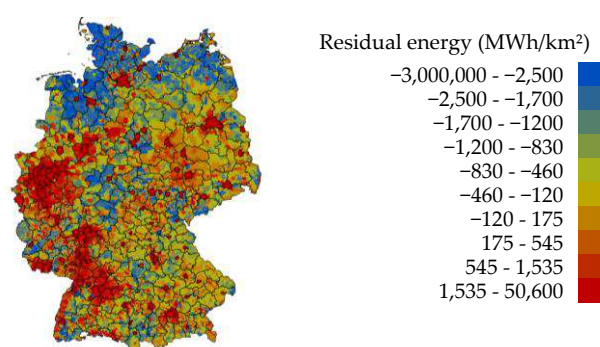 Residual energy (MWh/km²)
−3,000,000 - −2,500
−2,500 - −1,700
−1,700 - −1200
−1,200 - −830
−830 - −460
−460 - −120
−120 - 175
175 - 545
545 - 1,535
1,535 - 50,600